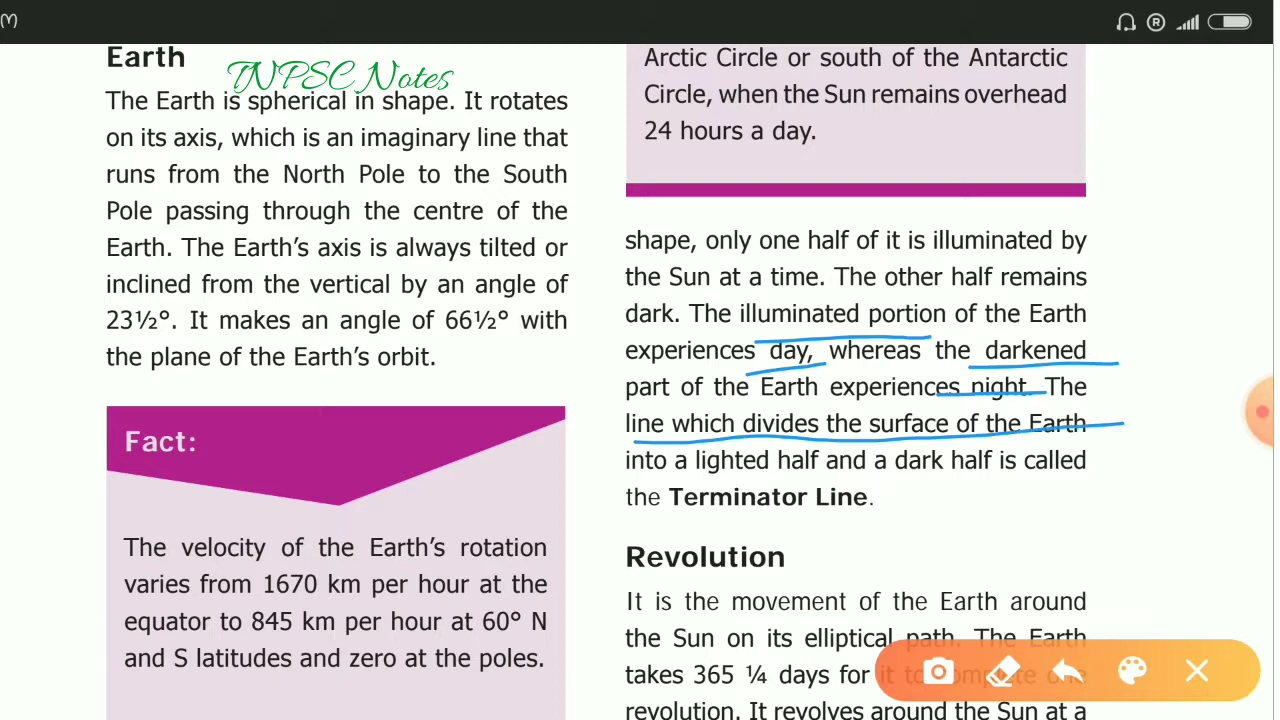 Earth
TNPSC Notes
The Earth is spherical in shape. It rotates
on its axis, which is an imaginary line that
runs from the North Pole to the South
Pole passing through the centre of the
Earth. The Earth's axis is always tilted or
inclined from the vertical by an angle of
23½°. It makes an angle of 66½° with
the plane of the Earth's orbit.
Fact:
The velocity of the Earth's rotation
varies from 1670 km per hour at the
equator to 845 km per hour at 60° N
and S latitudes and zero at the poles.
Arctic Circle or south of the Antarctic
Circle, when the Sun remains overhead
24 hours a day.
shape, only one half of it is illuminated by
the Sun at a time. The other half remains
dark. The illuminated portion of the Earth
experiences day, whereas the darkened
part of the Earth experiences night. The
line which divides the surface of the Earth
into a lighted half and a dark half is called
the Terminator Line.
Revolution
It is the movement of the Earth around
the Sun on its elliptical path. The Earth
takes 365 ¼ days for it to complete one
revolution. It revolves around the Sun at a